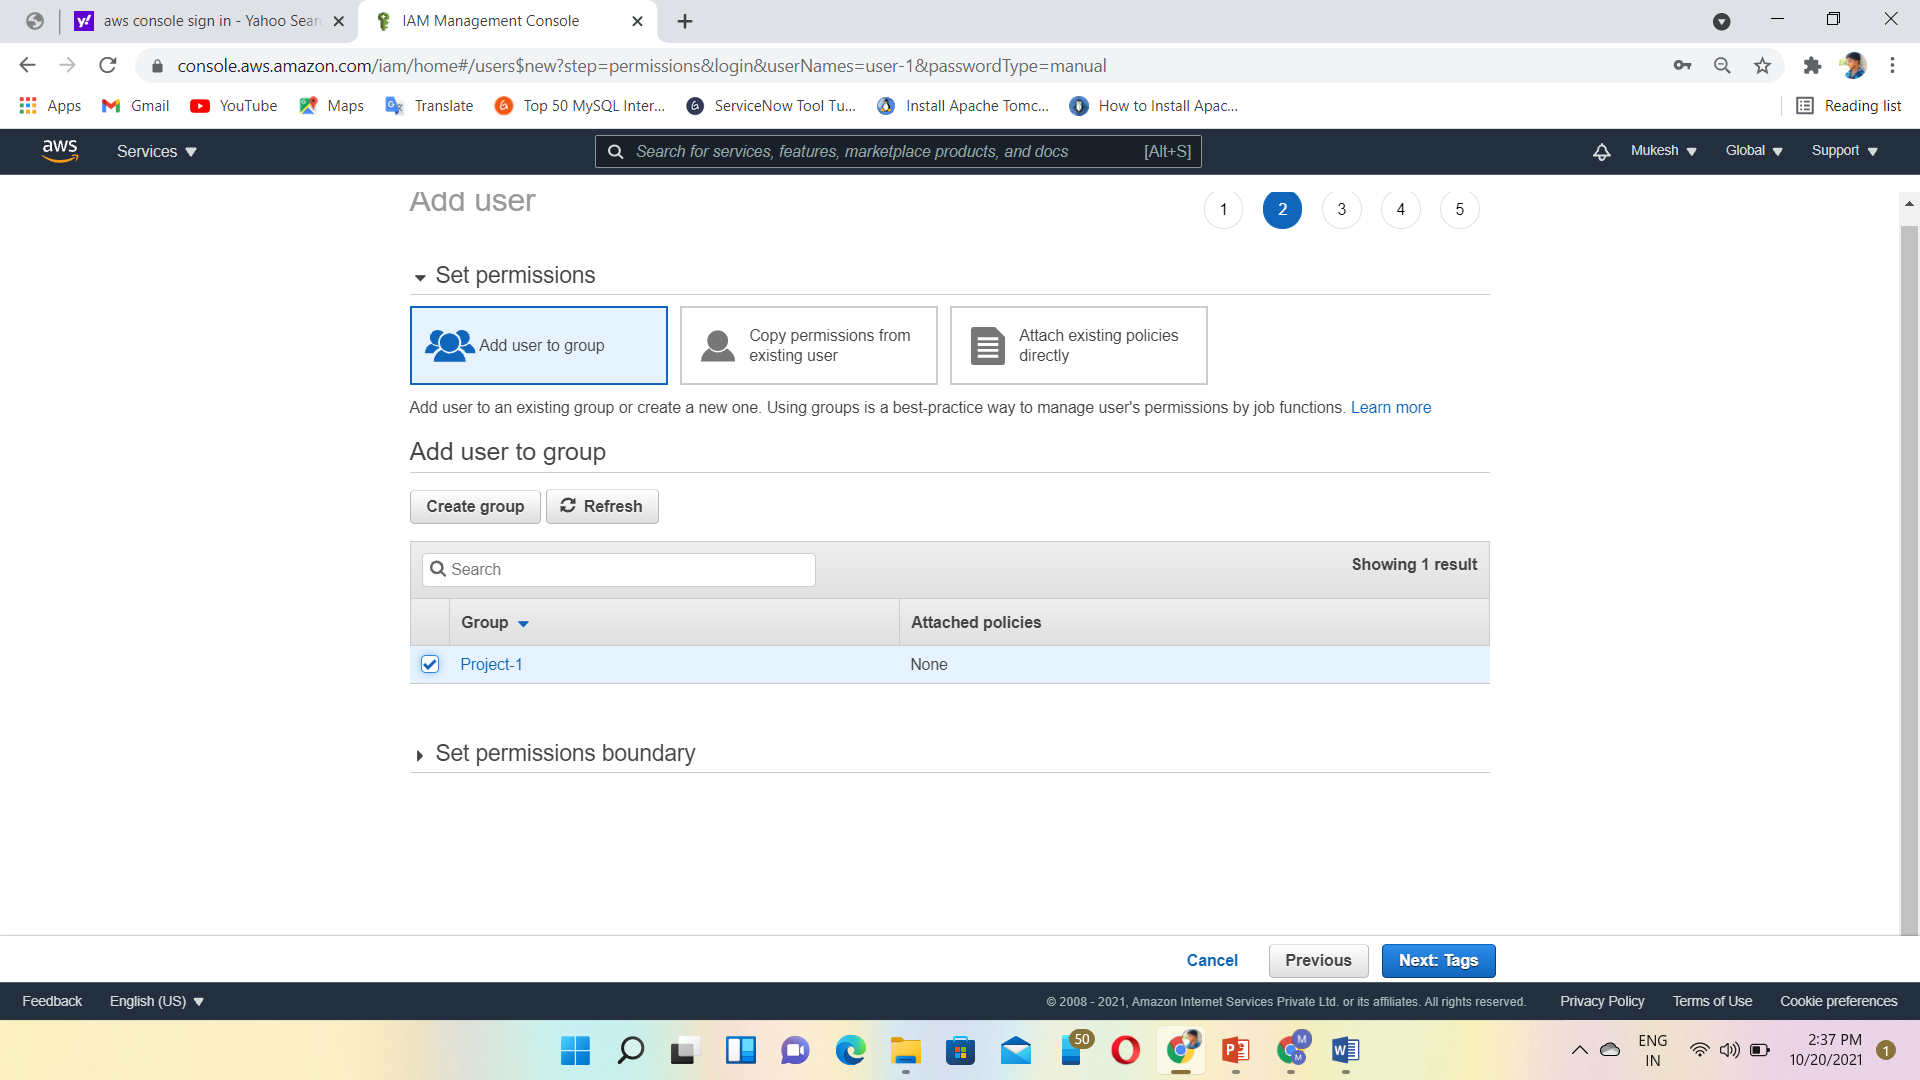 aws console sign in - Yahoo Sear
IAM Management Console
console.aws.amazon.com/iam/home#/users$new?step=permissions&login&userNames=user-1&passwordType=manual
Apps
Gmail
YouTube
Maps
Translate
Top 50 MySQL Inter...
ServiceNow Tool Tu...
Install Apache Tomc...
How to Install Apac...
Reading list
aws
Services
Search for services, features, marketplace products, and docs
[Alt+S]
Mukesh
Global
Support
Add user
1
2
3
4
5
Set permissions
Add user to group
Copy permissions from
existing user
Attach existing policies
directly
Add user to an existing group or create a new one. Using groups is a best-practice way to manage user's permissions by job functions. Learn more
Add user to group
Create group
Refresh
Search
Showing 1 result
Group
Attached policies
Project-1
None
Set permissions boundary
Cancel
Previous
Next: Tags
Feedback
English (US)
© 2008 - 2021, Amazon Internet Services Private Ltd. or its affiliates. All rights reserved.
Privacy Policy
Terms of Use
Cookie preferences
50
M
M
ENG
IN
2:37 PM
10/20/2021
1